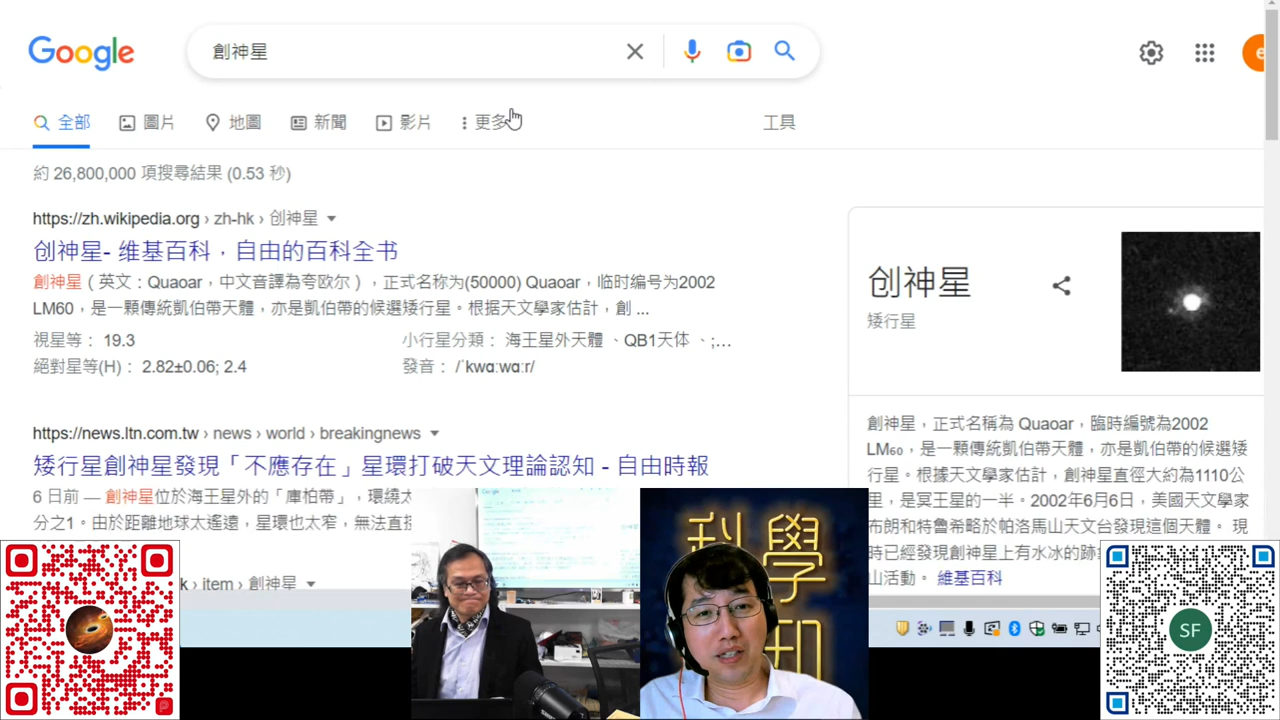 Google
創神星
全部
圖片
地圖
新聞
影片
更多
工具
約 26,800,000 項搜尋結果 (0.53 秒)
https://zh.wikipedia.org › zh-hk › 创神星
创神星- 维基百科，自由的百科全书
創神星（英文：Quaoar，中文音譯為夸欧尔），正式名称为(50000) Quaoar，临时编号为2002
LM60，是一顆傳統凱伯帶天體，亦是凱伯帶的候選矮行星。根据天文學家估計，創 ...
視星等： 19.3
小行星分類： 海王星外天體 、QB1天体 、;…
絕對星等(H)： 2.82±0.06; 2.4
發音： /ˈkwɑːwɑːr/
https://news.ltn.com.tw › news › world › breakingnews
矮行星創神星發現「不應存在」星環打破天文理論認知 - 自由時報
6 日前 — 創神星位於海王星外的「庫柏帶」，環繞太
分之1。由於距離地球太遙遠，星環也太窄，無法直接
k › item › 創神星
创神星
矮行星
創神星，正式名稱為 Quaoar，臨時編號為2002
LM₆₀，是一顆傳統凱伯帶天體，亦是凱伯帶的候選矮
行星。根據天文學家估計，創神星直徑大約為1110公
里，是冥王星的一半。2002年6月6日，美國天文學家
布朗和特魯希略於帕洛馬山天文台發現這個天體。 現
時已經發現創神星上有水冰的跡
山活動。 維基百科
e
科學
知
SF